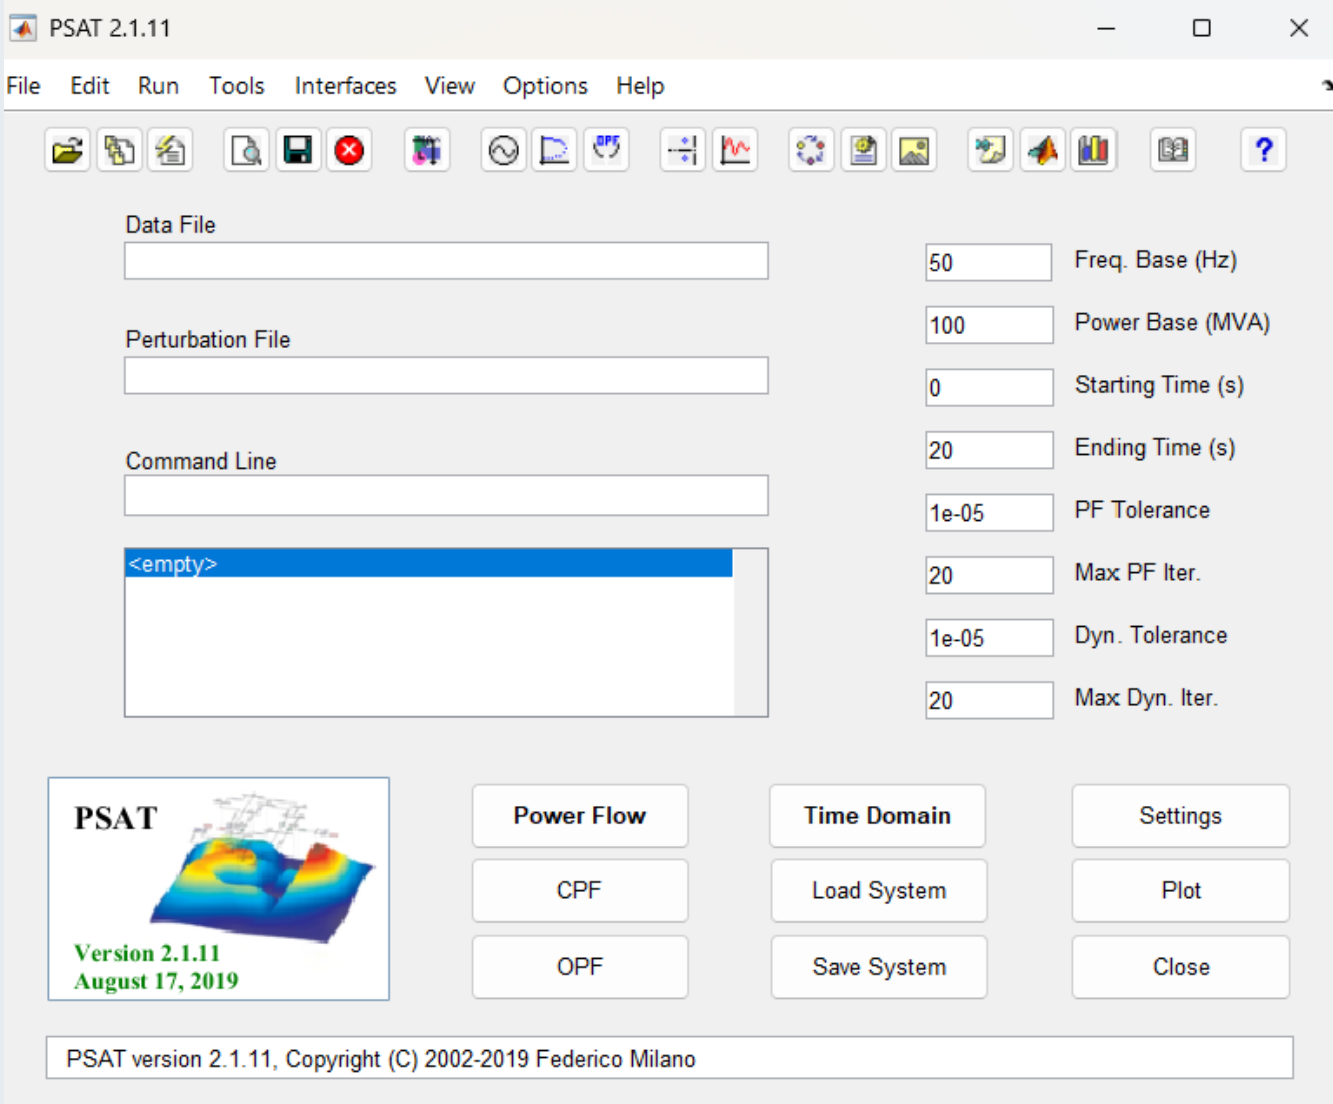 PSAT 2.1.11
File Edit Run Tools Interfaces View Options Help
OPF
?
Data File
Perturbation File
Command Line
<empty>
50 Freq. Base (Hz)
100 Power Base (MVA)
0 Starting Time (s)
20 Ending Time (s)
1e-05 PF Tolerance
20 Max PF Iter.
1e-05 Dyn. Tolerance
20 Max Dyn. Iter.
PSAT
Version 2.1.11
August 17, 2019
Power Flow Time Domain Settings
CPF Load System Plot
OPF Save System Close
PSAT version 2.1.11, Copyright (C) 2002-2019 Federico Milano